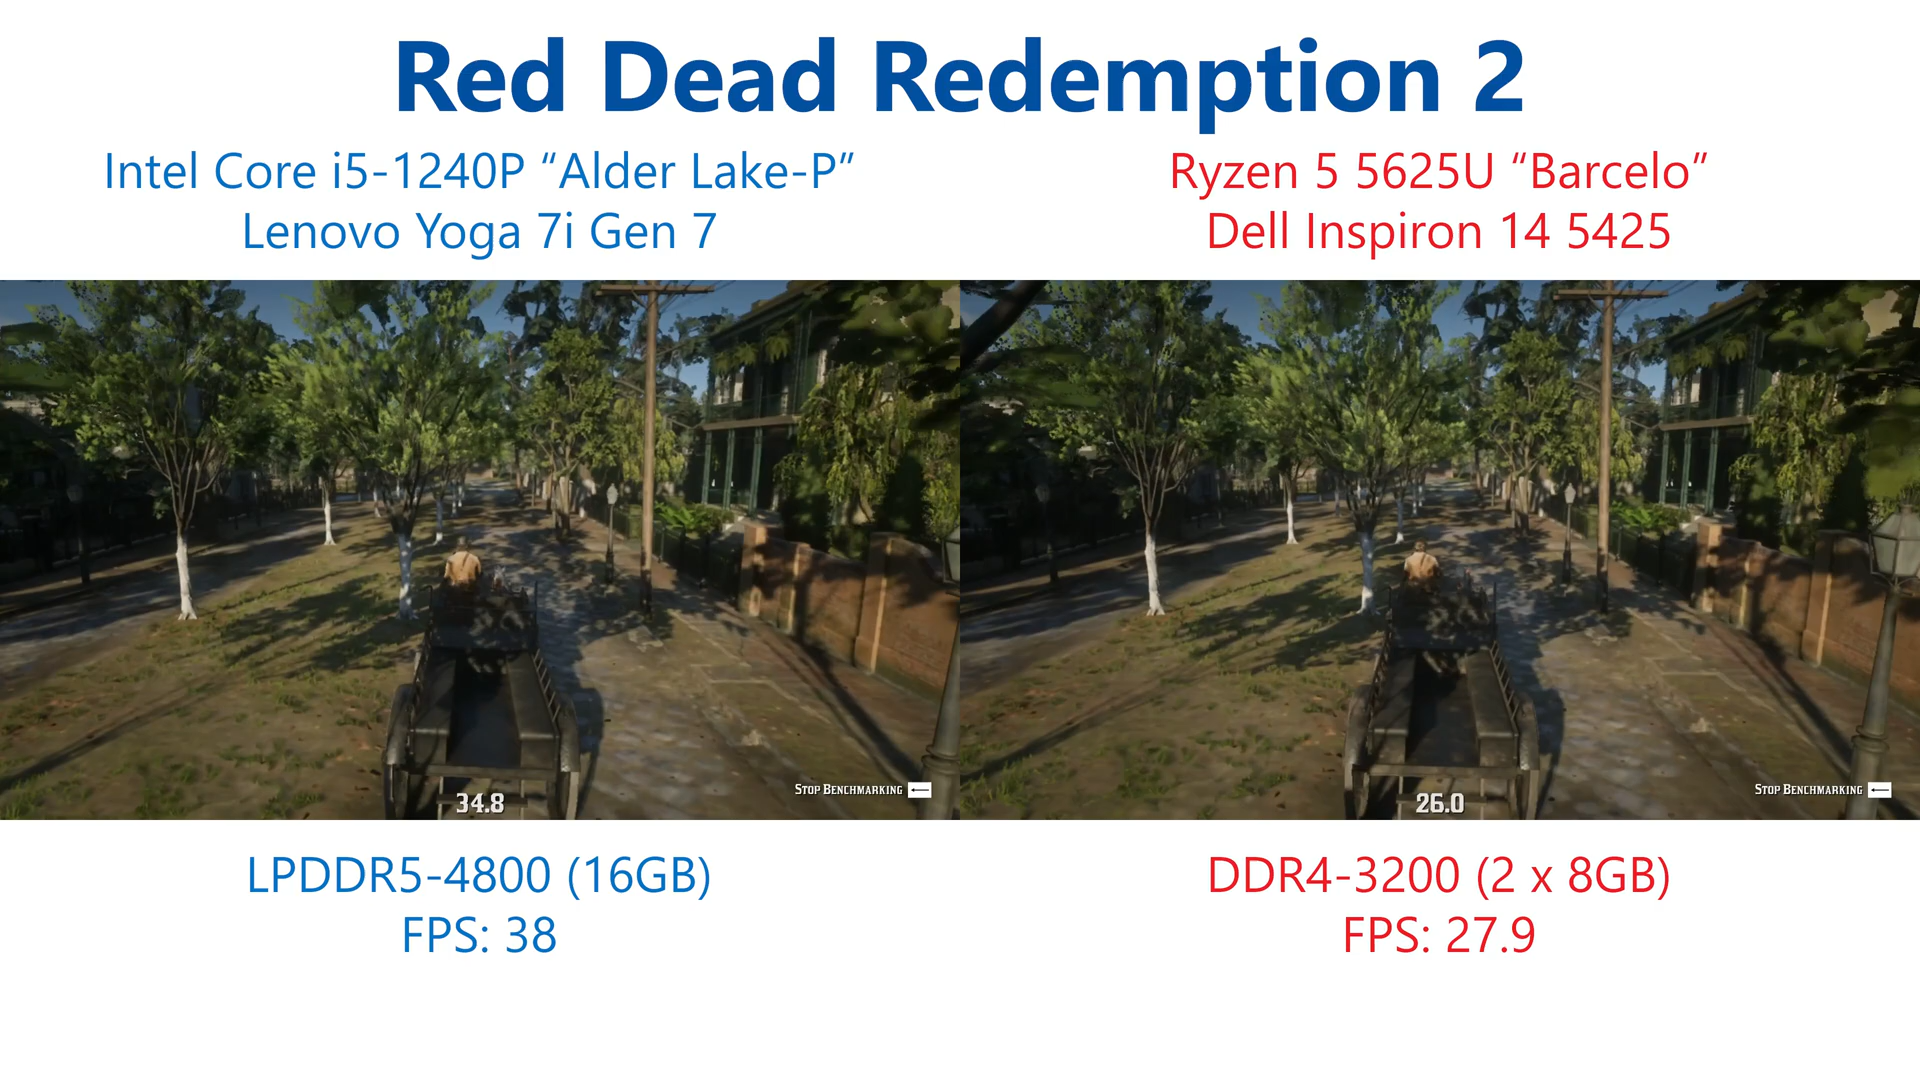 Red Dead Redemption 2
Intel Core i5-1240P “Alder Lake-P”
Lenovo Yoga 7i Gen 7
Ryzen 5 5625U “Barcelo”
Dell Inspiron 14 5425
34.8
STOP BENCHMARKING
26.0
STOP BENCHMARKING
LPDDR5-4800 (16GB)
FPS: 38
DDR4-3200 (2 x 8GB)
FPS: 27.9